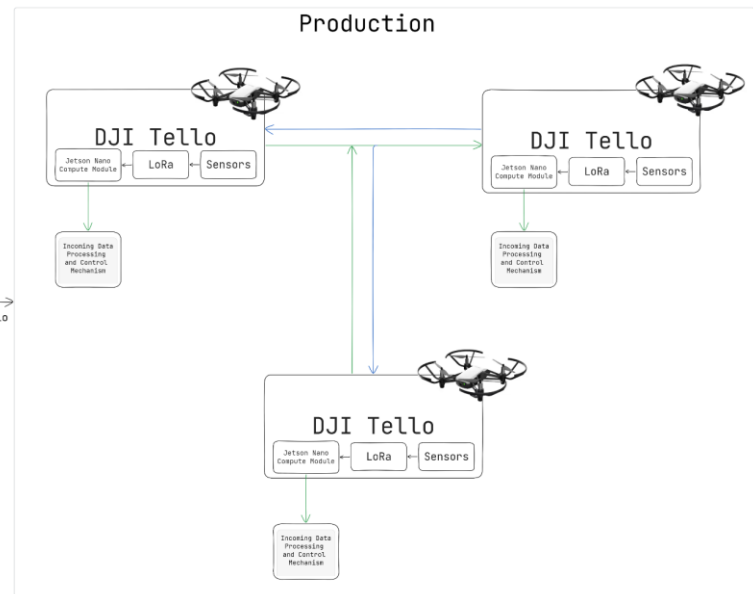 Production
DJI Tello
Jetson Nano
Compute Module
LoRa
Sensors
Incoming Data
Processing
and Control
Mechanism
DJI Tello
Jetson Nano
Compute Module
LoRa
Sensors
Incoming Data
Processing
and Control
Mechanism
DJI Tello
Jetson Nano
Compute Module
LoRa
Sensors
Incoming Data
Processing
and Control
Mechanism